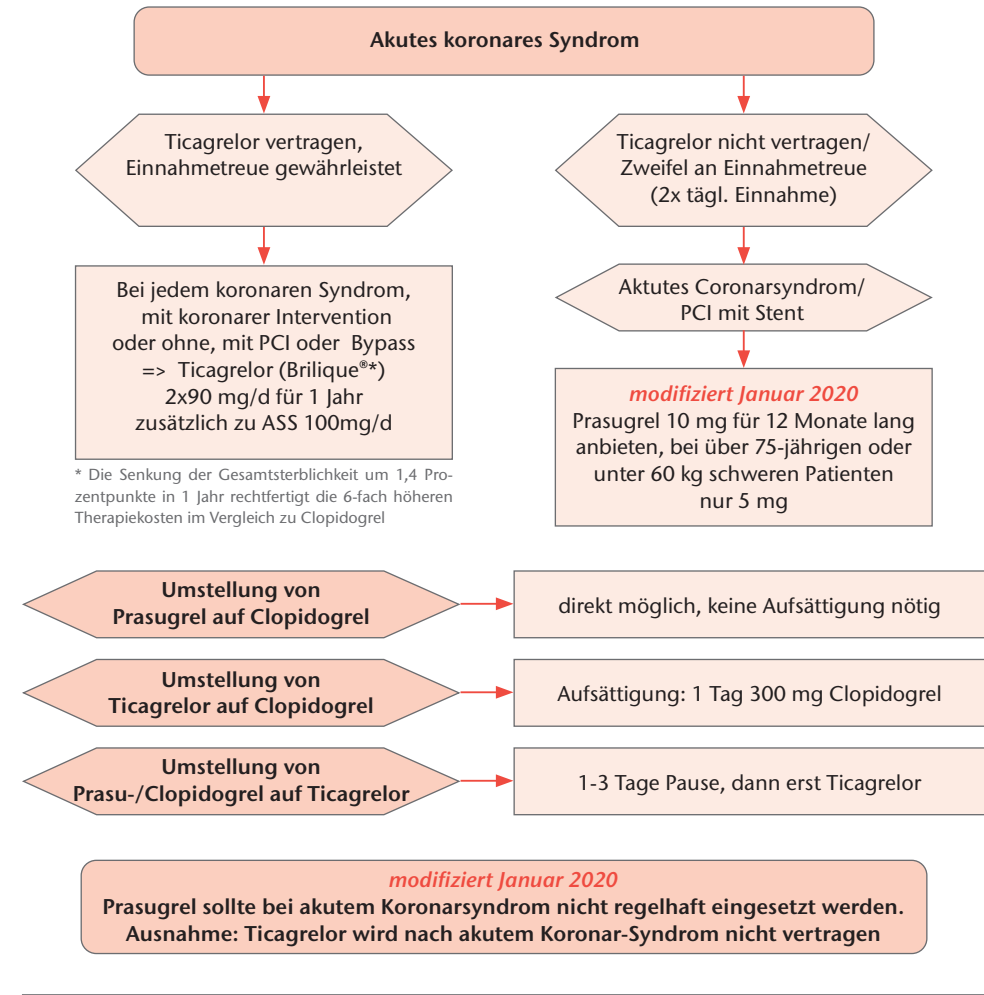 Akutes koronares Syndrom
Ticagrelor vertragen,
Einnahmetreue gewährleistet
Ticagrelor nicht vertragen/
Zweifel an Einnahmetreue
(2x tägl. Einnahme)
Bei jedem koronaren Syndrom,
mit koronarer Intervention
oder ohne, mit PCI oder Bypass
=> Ticagrelor (Brilique®*)
2x90 mg/d für 1 Jahr
zusätzlich zu ASS 100mg/d
* Die Senkung der Gesamtsterblichkeit um 1,4 Pro-
zentpunkte in 1 Jahr rechtfertigt die 6-fach höheren
Therapiekosten im Vergleich zu Clopidogrel
Aktutes Coronarsyndrom/
PCI mit Stent
modifiziert Januar 2020
Prasugrel 10 mg für 12 Monate lang
anbieten, bei über 75-jährigen oder
unter 60 kg schweren Patienten
nur 5 mg
Umstellung von
Prasugrel auf Clopidogrel
direkt möglich, keine Aufsättigung nötig
Umstellung von
Ticagrelor auf Clopidogrel
Aufsättigung: 1 Tag 300 mg Clopidogrel
Umstellung von
Prasu-/Clopidogrel auf Ticagrelor
1-3 Tage Pause, dann erst Ticagrelor
modifiziert Januar 2020
Prasugrel sollte bei akutem Koronarsyndrom nicht regelhaft eingesetzt werden.
Ausnahme: Ticagrelor wird nach akutem Koronar-Syndrom nicht vertragen